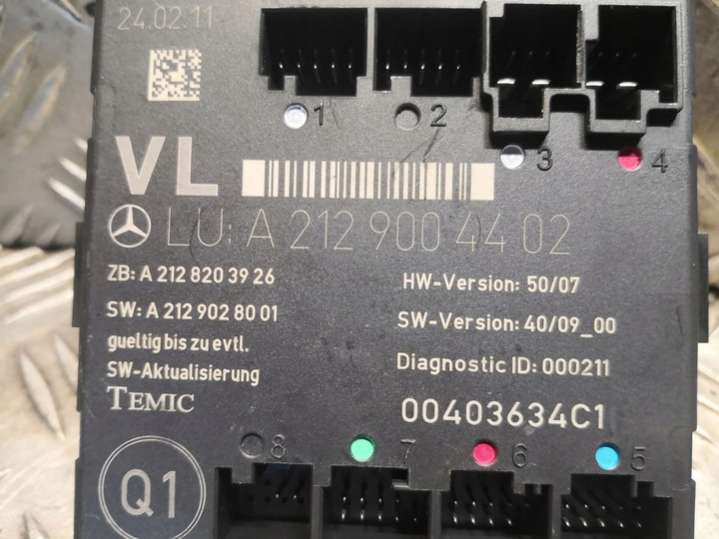 24.02.11
1 2
VL
3 4
LU: A 212 900 44 02
ZB: A 212 820 39 26
HW-Version: 50/07
SW: A 212 902 80 01
SW-Version: 40/09_00
gueltig bis zu evtl.
Diagnostic ID: 000211
SW-Aktualisierung
TEMIC
00403634C1
8 7 6 5
Q1